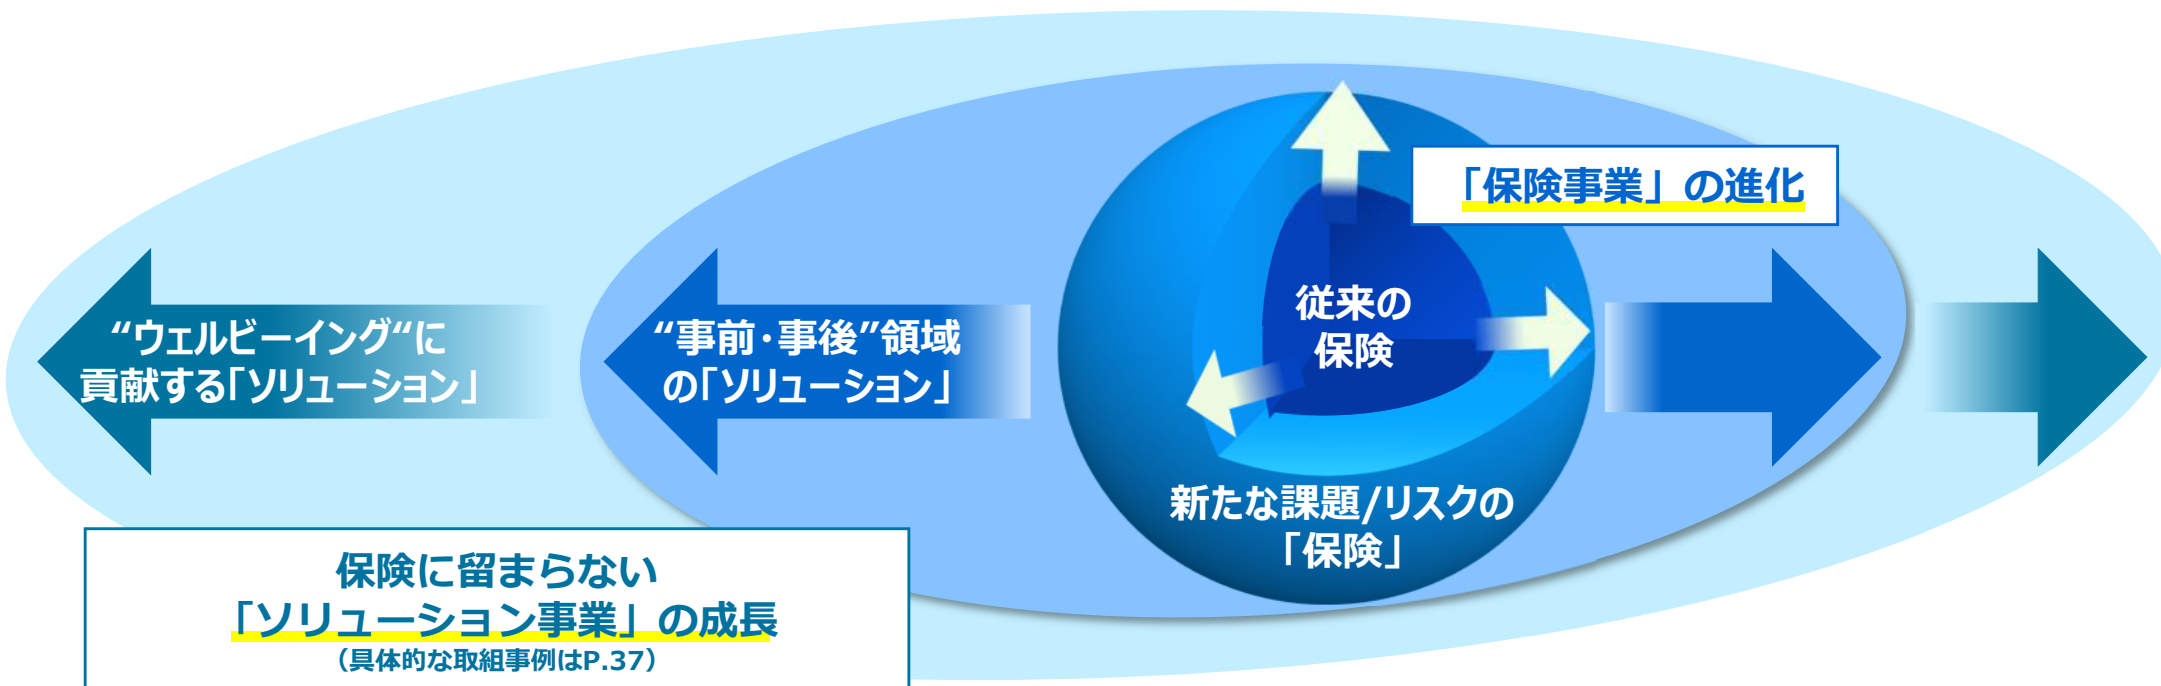 「保険事業」の進化
従来の
保険
“ウェルビーイング“に
貢献する「ソリューション」
“事前・事後”領域
の「ソリューション」
新たな課題/リスクの
「保険」
保険に留まらない
「ソリューション事業」の成長
（具体的な取組事例はP.37）